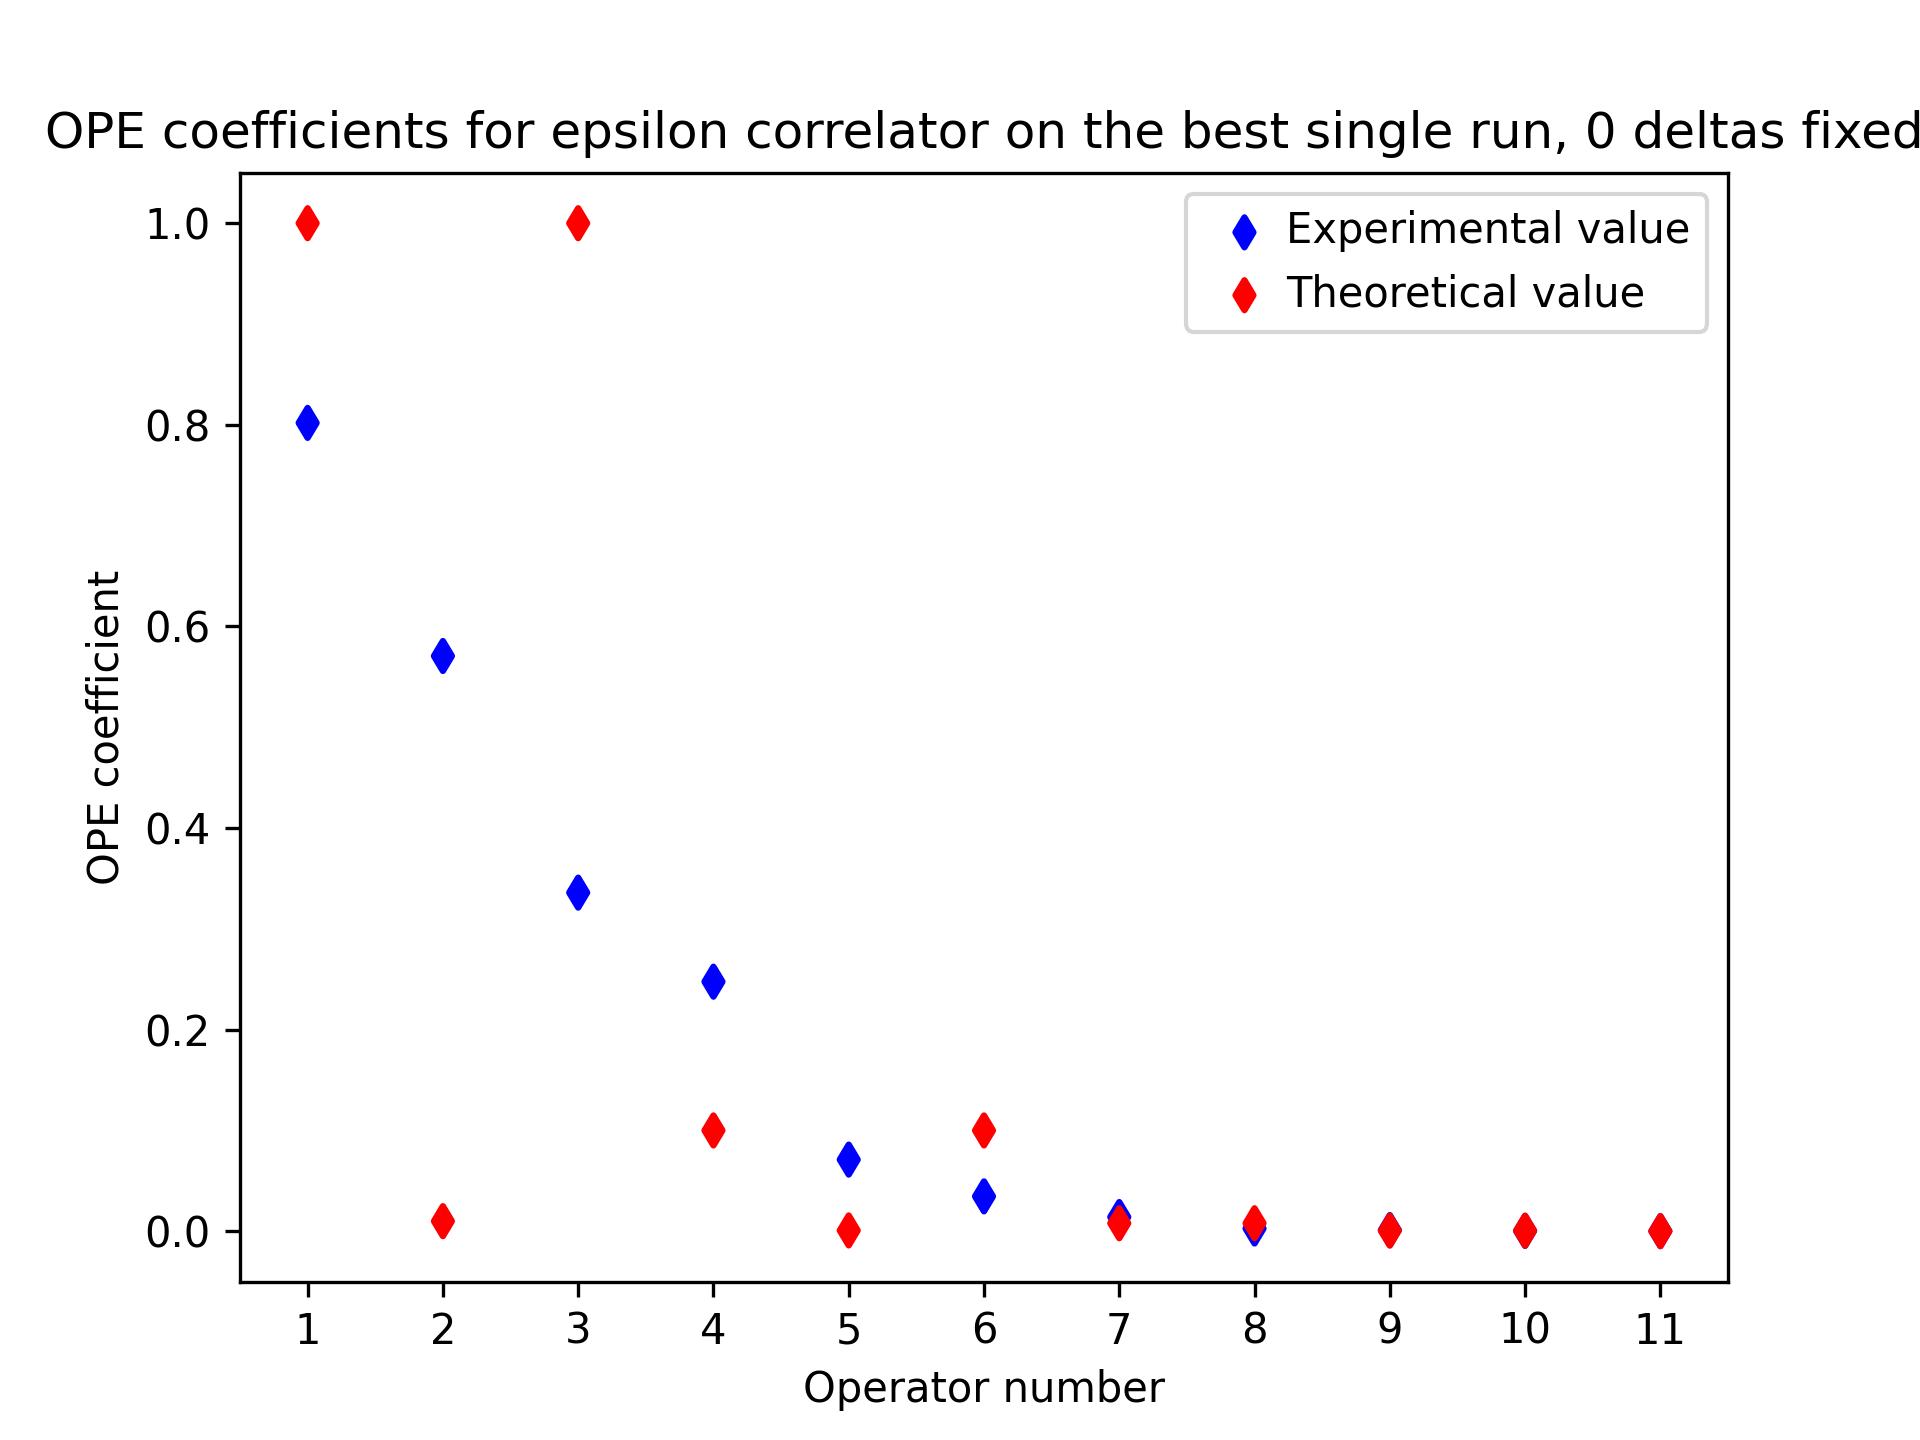 OPE coefficients for epsilon correlator on the best single run, 0 deltas fixed
Experimental value
Theoretical value
1.0
0.8
0.6
0.4
0.2
0.0
OPE coefficient
1 2 3 4 5 6 7 8 9 10 11
Operator number